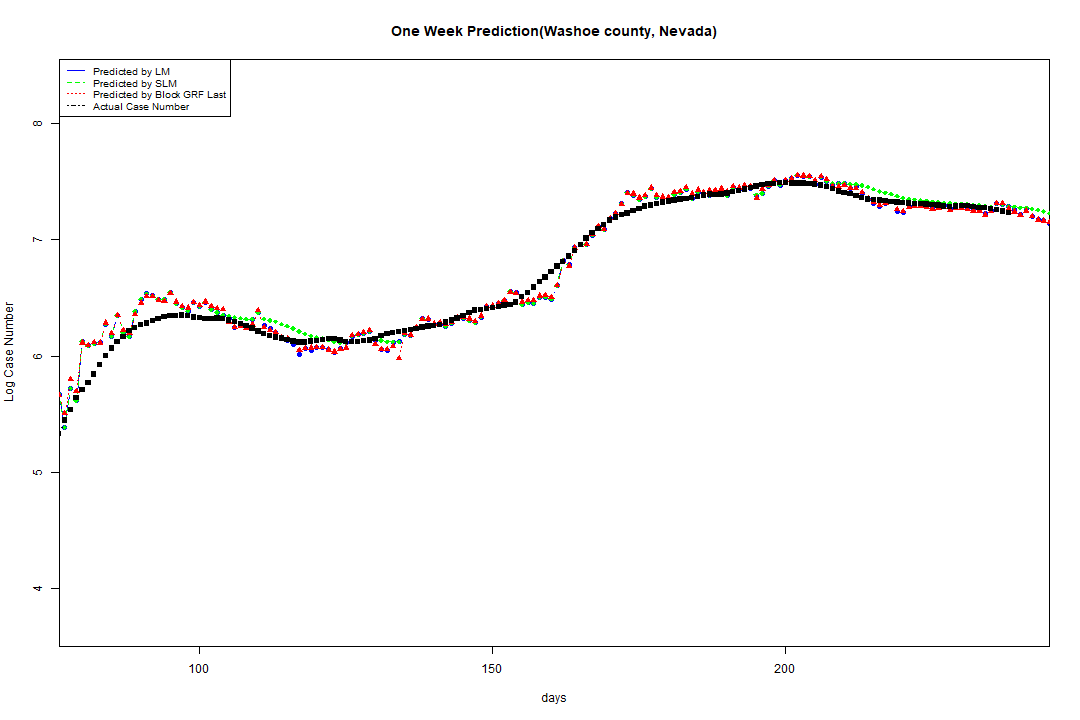 One Week Prediction(Washoe county, Nevada)
Predicted by LM
Predicted by SLM
Predicted by Block GRF Last
Actual Case Number
8
7
6
5
4
Log Case Number
100
150
200
days